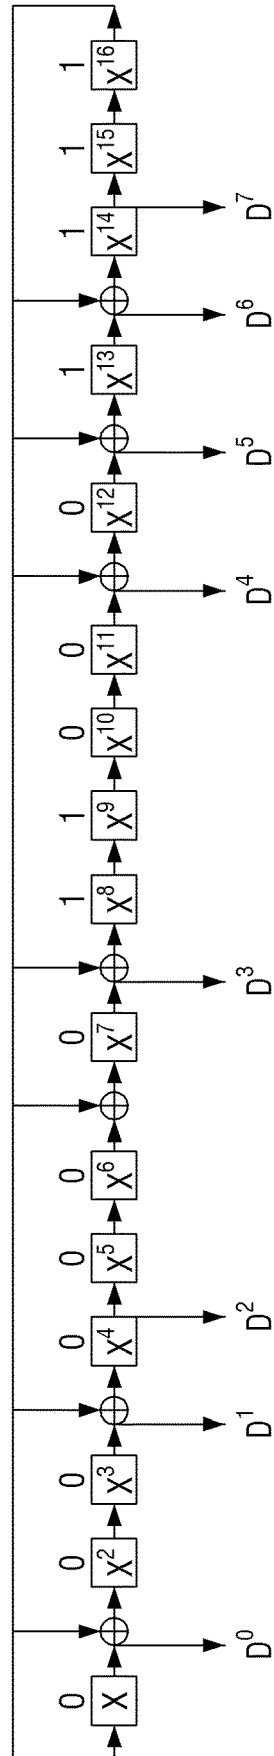 0 0 0 0 0 0 0 1 1 0 0 0 1 1 1 1
X X² X³ X⁴ X⁵ X⁶ X⁷ X⁸ X⁹ X¹⁰ X¹¹ X¹² X¹³ X¹⁴ X¹⁵ X¹⁶
D⁰ D¹ D² D³ D⁴ D⁵ D⁶ D⁷